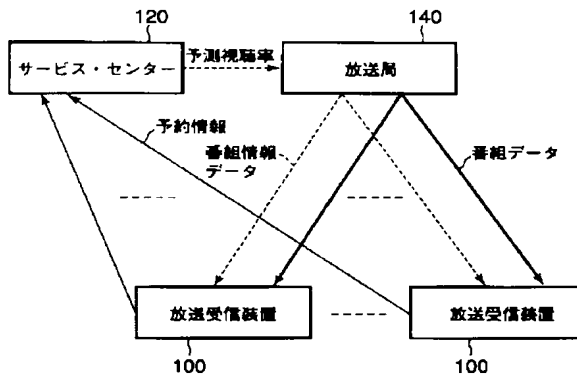 120
140
サービス・センター
予測視聴率
放送局
予約情報
番組情報
データ
番組データ
放送受信装置
放送受信装置
100
100